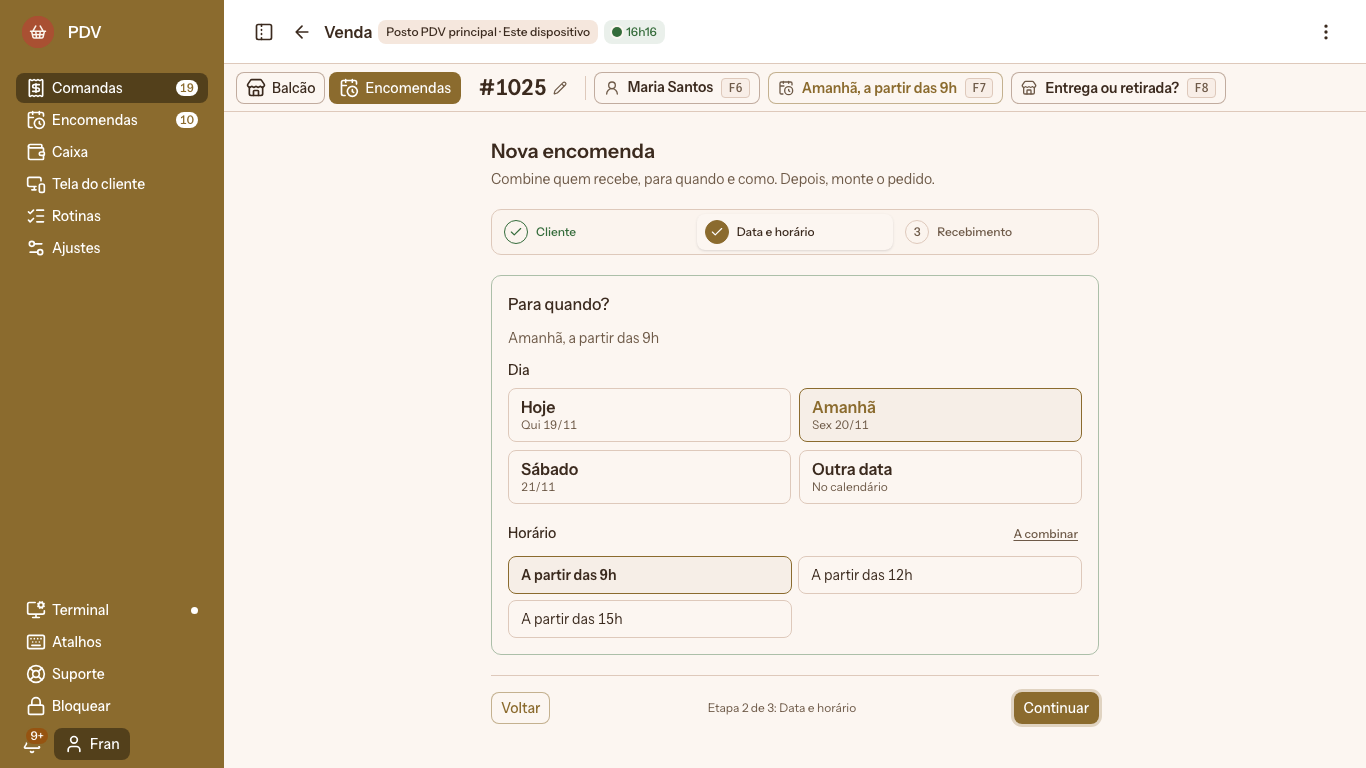 PDV
Comandas 19
Encomendas 10
Caixa
Tela do cliente
Rotinas
Ajustes
Terminal
Atalhos
Suporte
Bloquear
9+
Fran
Venda Posto PDV principal · Este dispositivo 16h16
Balcão Encomendas #1025 Maria Santos F6 Amanhã, a partir das 9h F7 Entrega ou retirada? F8
Nova encomenda
Combine quem recebe, para quando e como. Depois, monte o pedido.
Cliente Data e horário 3 Recebimento
Para quando?
Amanhã, a partir das 9h
Dia
Hoje
Qui 19/11
Amanhã
Sex 20/11
Sábado
21/11
Outra data
No calendário
Horário A combinar
A partir das 9h A partir das 12h
A partir das 15h
Voltar Etapa 2 de 3: Data e horário Continuar